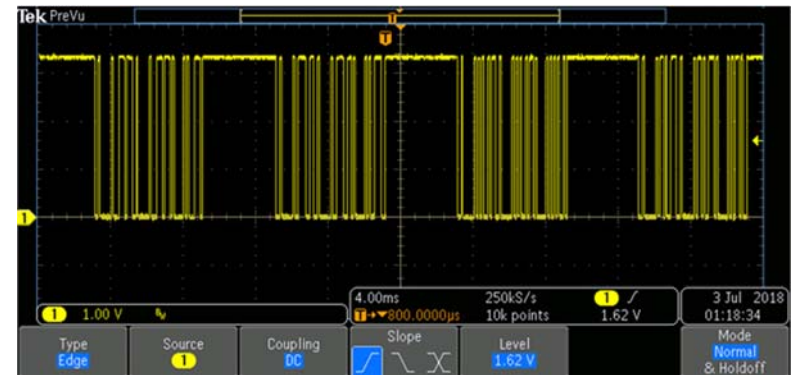 Tek PreVu
T
T
1
1 1.00 V
4.00ms 250kS/s 1
T→▼800.0000µs 10k points 1.62 V
3 Jul 2018
01:18:34
Type
Edge
Source
1
Coupling
DC
Slope
Level
1.62 V
Mode
Normal
& Holdoff